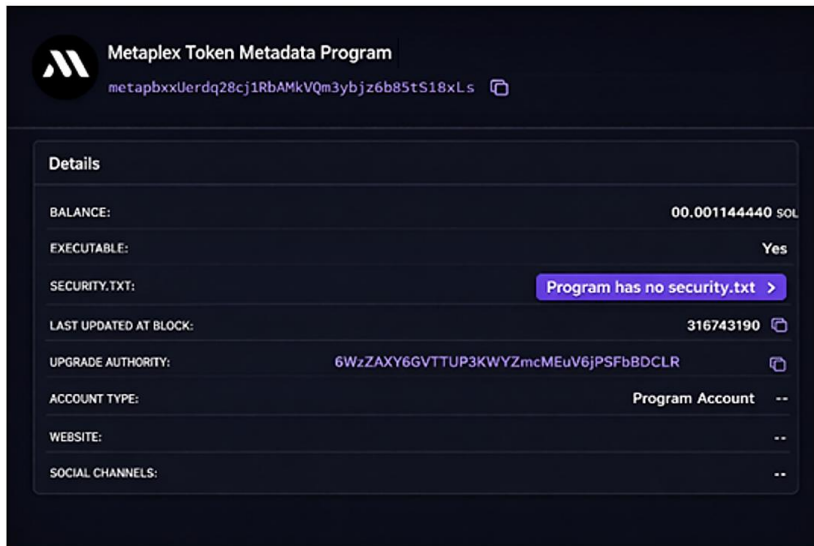 Metaplex Token Metadata Program
metapbxxUerdq28cj1RbAMkVQm3ybjz6b85tS18xLs
Details
BALANCE: 00.001144440 SOL
EXECUTABLE: Yes
SECURITY.TXT: Program has no security.txt >
LAST UPDATED AT BLOCK: 316743190
UPGRADE AUTHORITY: 6WzZAXY6GVTTUP3KWYZmcMEuV6jPSFbBDCLR
ACCOUNT TYPE: Program Account --
WEBSITE: --
SOCIAL CHANNELS: --